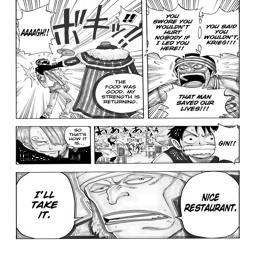 YOU SAID
YOU
WOULDN'T,
KRIEG!!!
YOU
SWORE YOU
WOULDN'T
HURT
NOBODY IF
I LED YOU
HERE!!
THAT MAN
SAVED OUR
LIVES!!!
THE
FOOD WAS
GOOD. MY
STRENGTH IS
RETURNING.
AAAAGH!!
GIN!!
SO
THAT'S
HOW IT
IS...
NICE
RESTAURANT.
I'LL
TAKE
IT.